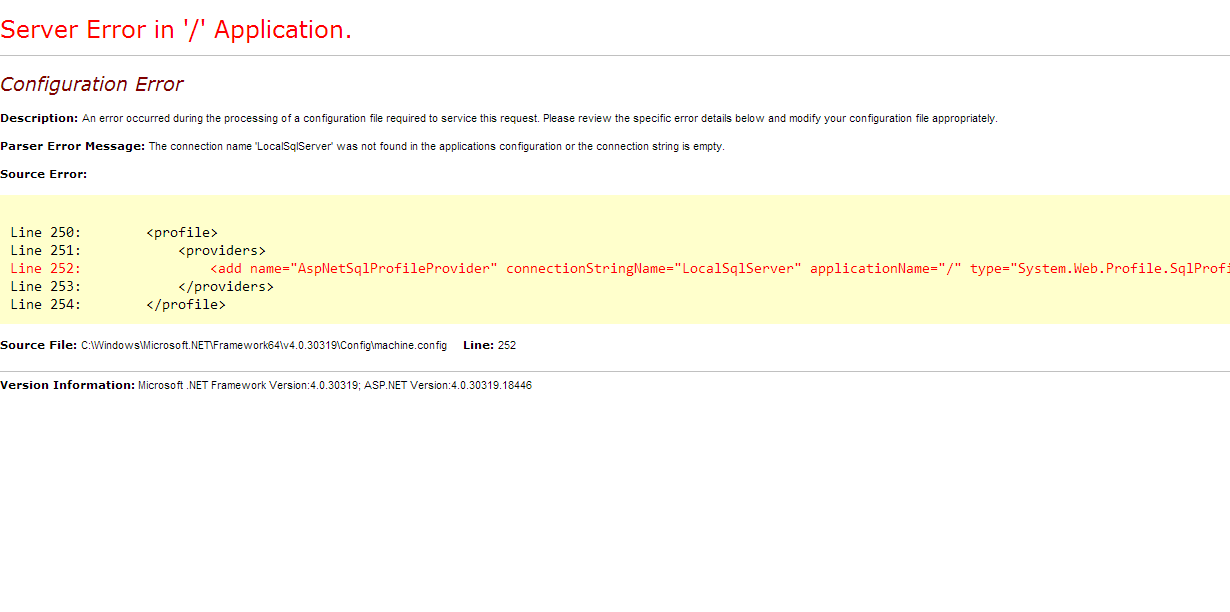 Server Error in '/' Application.
Configuration Error
Description: An error occurred during the processing of a configuration file required to service this request. Please review the specific error details below and modify your configuration file appropriately.
Parser Error Message: The connection name 'LocalSqlServer' was not found in the applications configuration or the connection string is empty.
Source Error:
Line 250:        <profile>
Line 251:            <providers>
Line 252:                <add name="AspNetSqlProfileProvider" connectionStringName="LocalSqlServer" applicationName="/" type="System.Web.Profile.SqlProfi
Line 253:            </providers>
Line 254:        </profile>
Source File: C:\Windows\Microsoft.NET\Framework64\v4.0.30319\Config\machine.config    Line: 252
Version Information: Microsoft .NET Framework Version:4.0.30319; ASP.NET Version:4.0.30319.18446